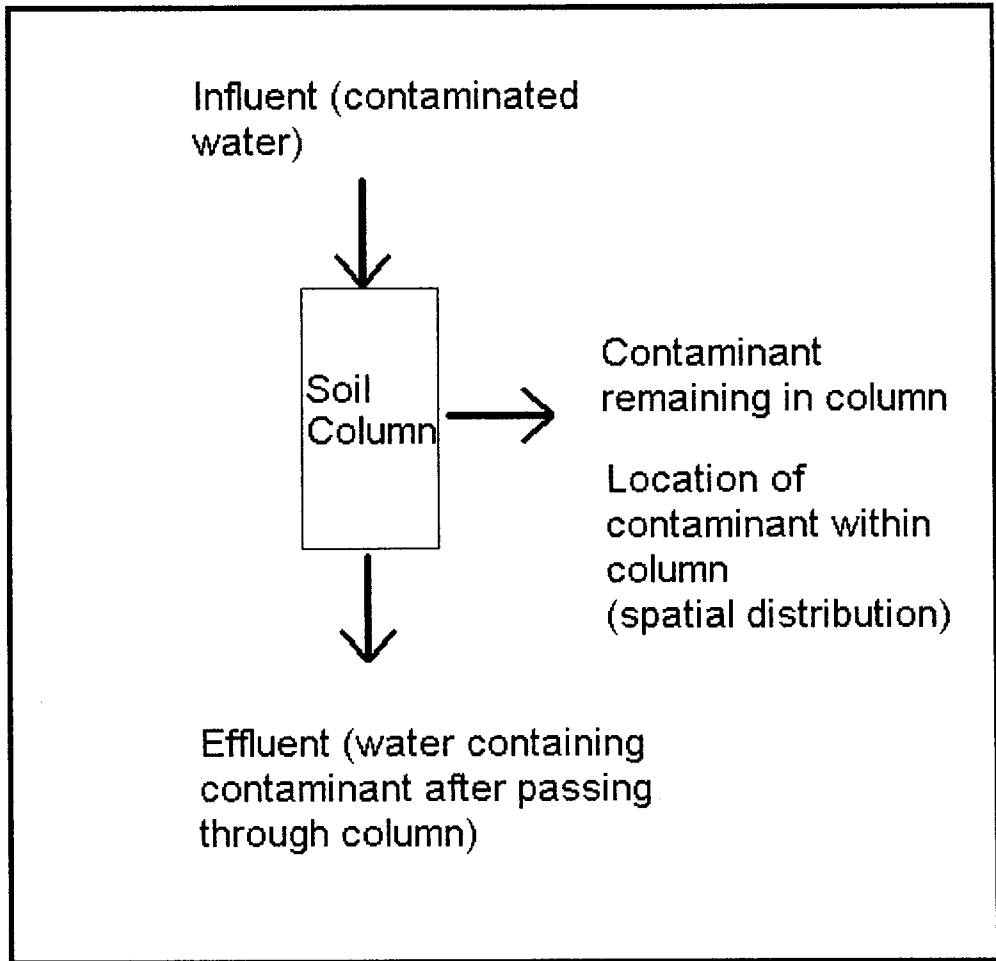 Influent (contaminated
water)
Soil
Column
Contaminant
remaining in column
Location of
contaminant within
column
(spatial distribution)
Effluent (water containing
contaminant after passing
through column)